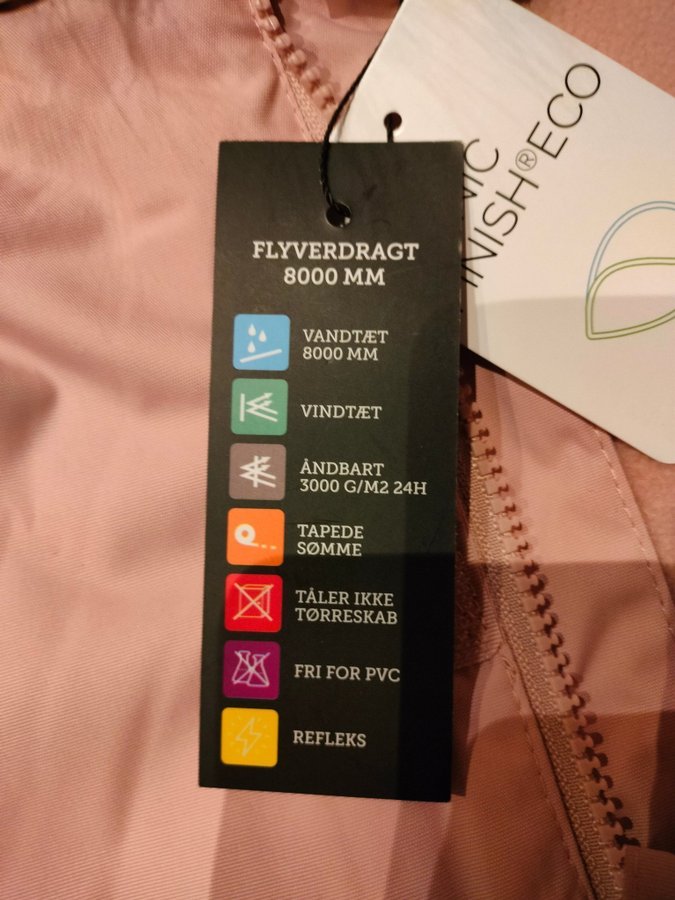 FLYVERDRAGT
8000 MM
VANDTÆT
8000 MM
VINDTÆT
ÅNDBART
3000 G/M2 24H
TAPEDE
SØMME
TÅLER IKKE
TØRRESKAB
FRI FOR PVC
REFLEKS
NIC
INISH®ECO